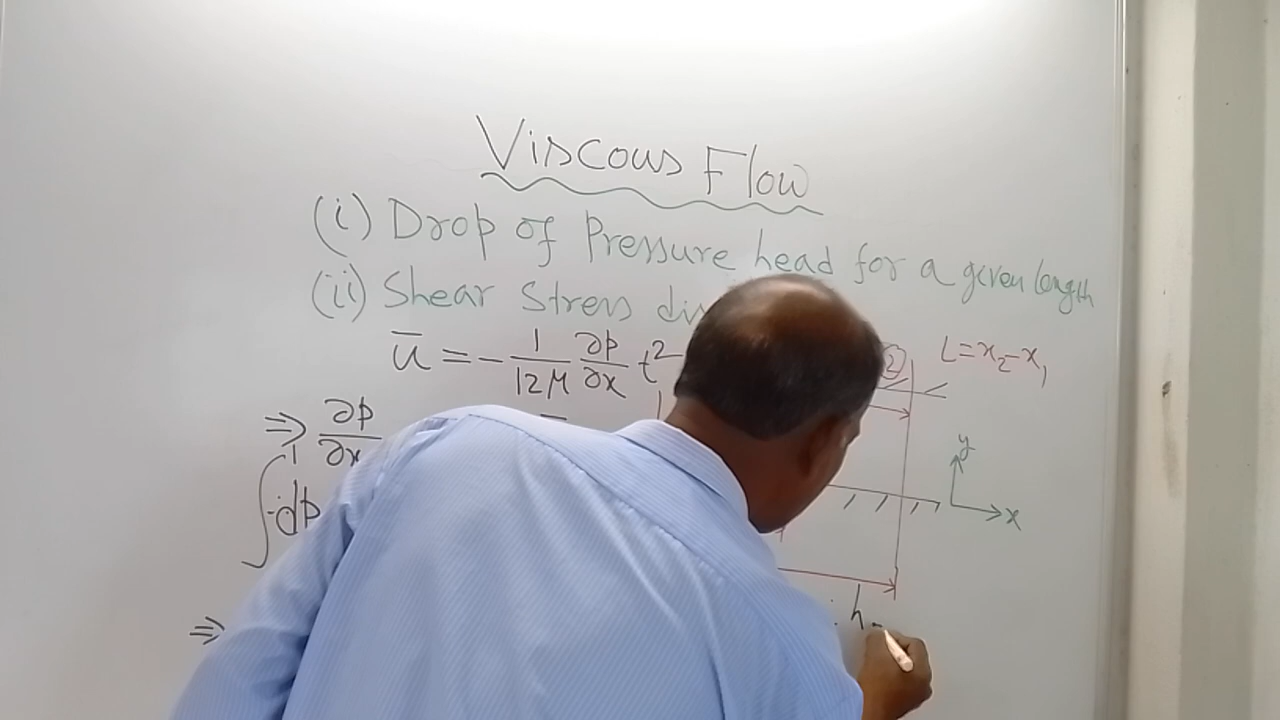 Viscous Flow
(i) Drop of Pressure head for a given length
(ii) Shear Stress
ū = - 1/12μ ∂p/∂x t²
② L=x₂-x₁
⇒ ∂p/∂x
y
∫ dp
x
⇒
h